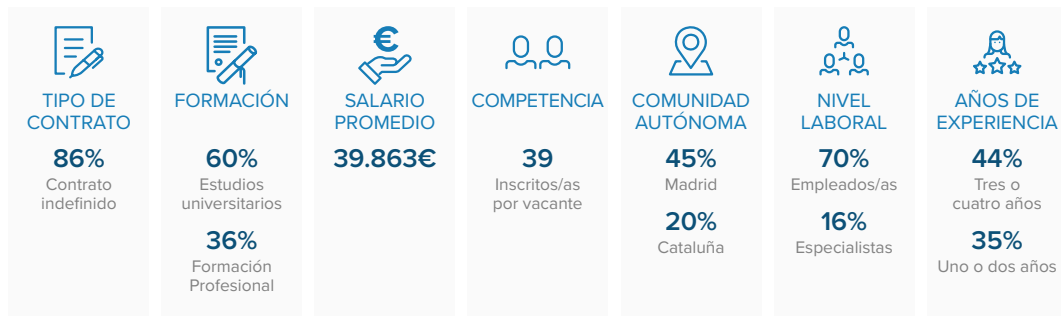 TIPO DE
CONTRATO
86%
Contrato
indefinido
FORMACIÓN
60%
Estudios
universitarios
36%
Formación
Profesional
€
SALARIO
PROMEDIO
39.863€
COMPETENCIA
39
Inscritos/as
por vacante
COMUNIDAD
AUTÓNOMA
45%
Madrid
20%
Cataluña
NIVEL
LABORAL
70%
Empleados/as
16%
Especialistas
AÑOS DE
EXPERIENCIA
44%
Tres o
cuatro años
35%
Uno o dos años